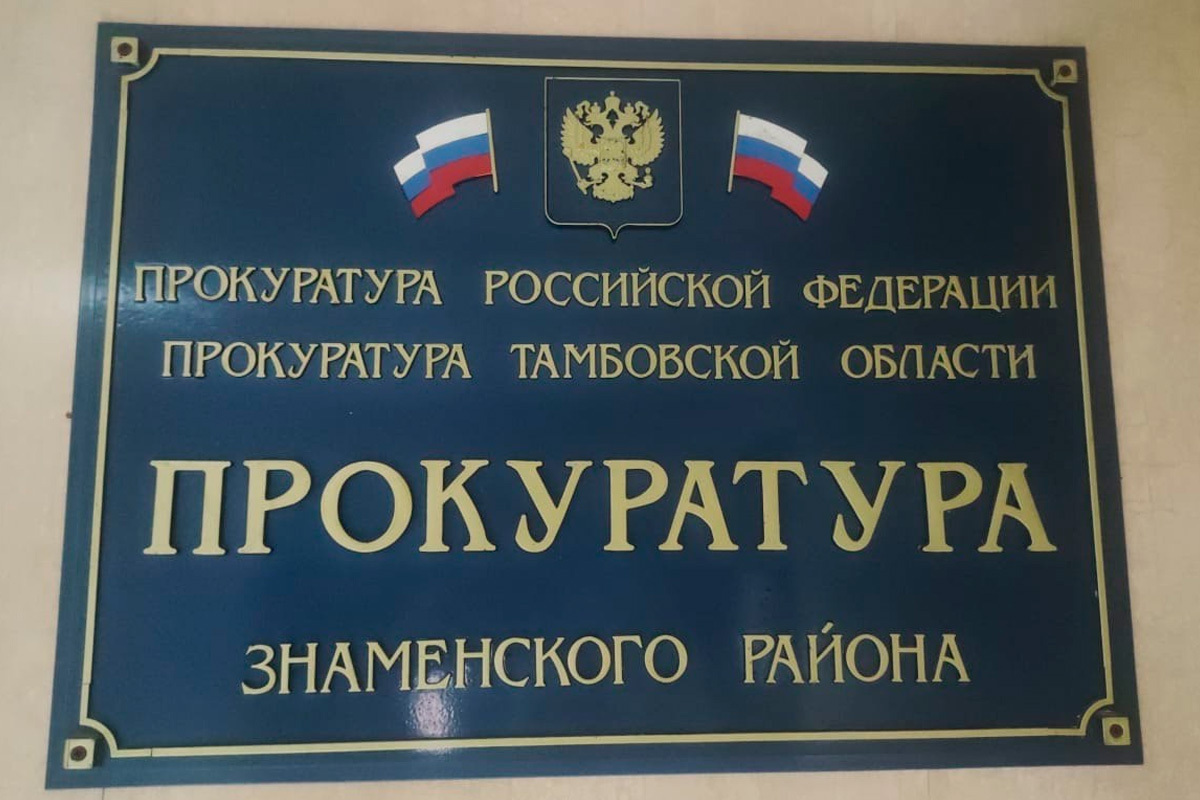 ПРОКУРАТУРА РОССИЙСКОЙ ФЕДЕРАЦИИ
ПРОКУРАТУРА ТАМБОВСКОЙ ОБЛАСТИ
ПРОКУРАТУРА
ЗНАМЕНСКОГО РАЙОНА